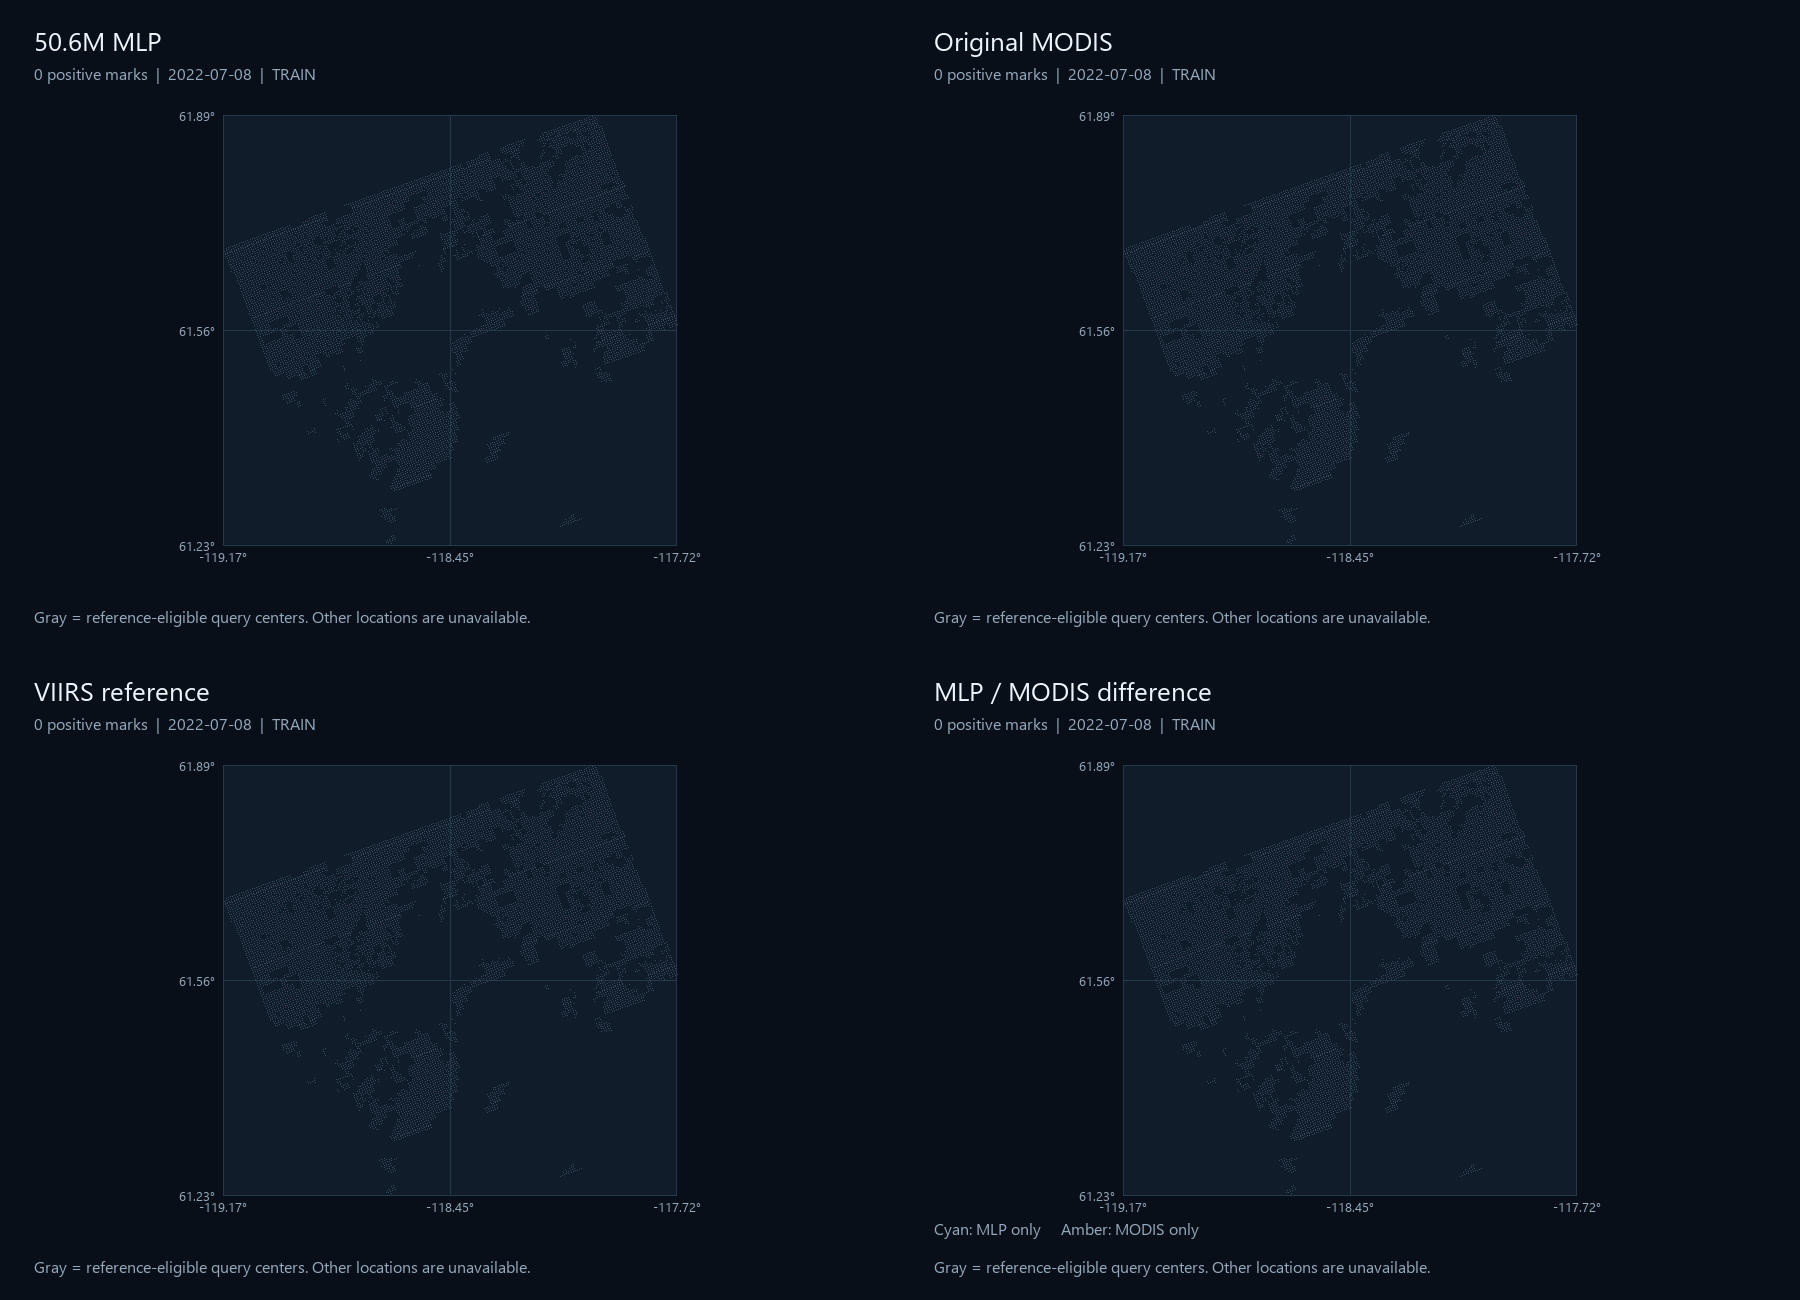 50.6M MLP
0 positive marks | 2022-07-08 | TRAIN
61.89°
61.56°
61.23°
-119.17° -118.45° -117.72°
Gray = reference-eligible query centers. Other locations are unavailable.
Original MODIS
0 positive marks | 2022-07-08 | TRAIN
61.89°
61.56°
61.23°
-119.17° -118.45° -117.72°
Gray = reference-eligible query centers. Other locations are unavailable.
VIIRS reference
0 positive marks | 2022-07-08 | TRAIN
61.89°
61.56°
61.23°
-119.17° -118.45° -117.72°
Gray = reference-eligible query centers. Other locations are unavailable.
MLP / MODIS difference
0 positive marks | 2022-07-08 | TRAIN
61.89°
61.56°
61.23°
-119.17° -118.45° -117.72°
Cyan: MLP only Amber: MODIS only
Gray = reference-eligible query centers. Other locations are unavailable.